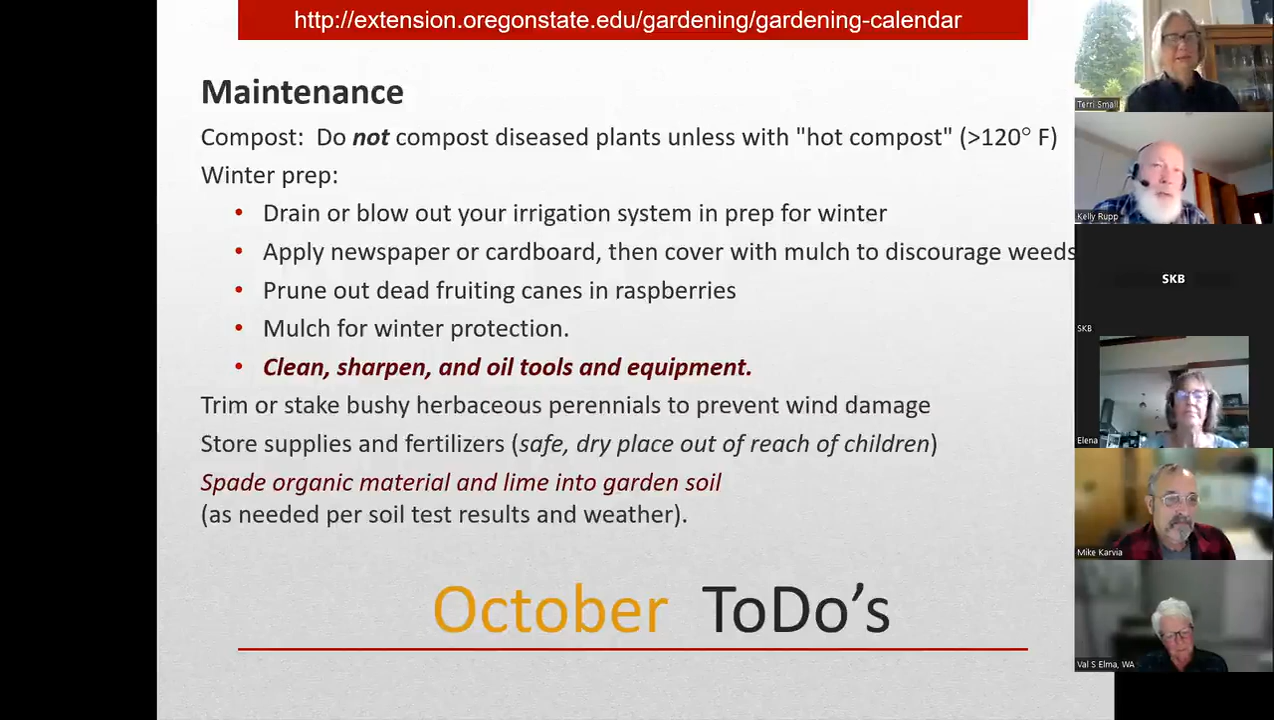 http://extension.oregonstate.edu/gardening/gardening-calendar
Maintenance
Compost: Do not compost diseased plants unless with "hot compost" (>120° F)
Winter prep:
• Drain or blow out your irrigation system in prep for winter
• Apply newspaper or cardboard, then cover with mulch to discourage weeds
• Prune out dead fruiting canes in raspberries
• Mulch for winter protection.
• Clean, sharpen, and oil tools and equipment.
Trim or stake bushy herbaceous perennials to prevent wind damage
Store supplies and fertilizers (safe, dry place out of reach of children)
Spade organic material and lime into garden soil
(as needed per soil test results and weather).
October ToDo’s
Terri Small
Kelly Rupp
SKB
SKB
Elena
Mike Karvia
Val S Elma, WA